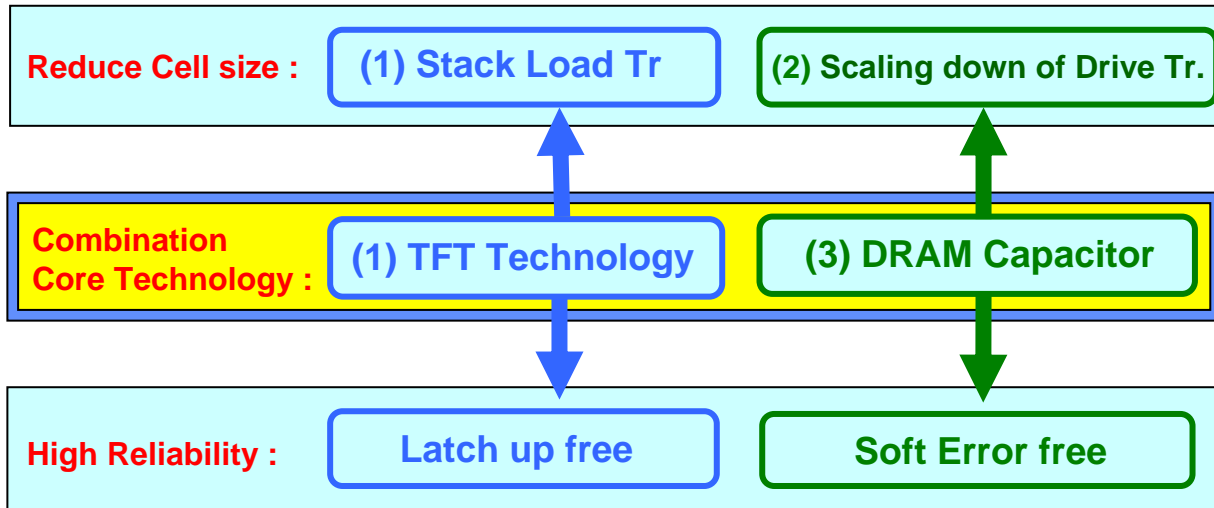 Reduce Cell size :
(1) Stack Load Tr
(2) Scaling down of Drive Tr.
Combination
Core Technology :
(1) TFT Technology
(3) DRAM Capacitor
High Reliability :
Latch up free
Soft Error free